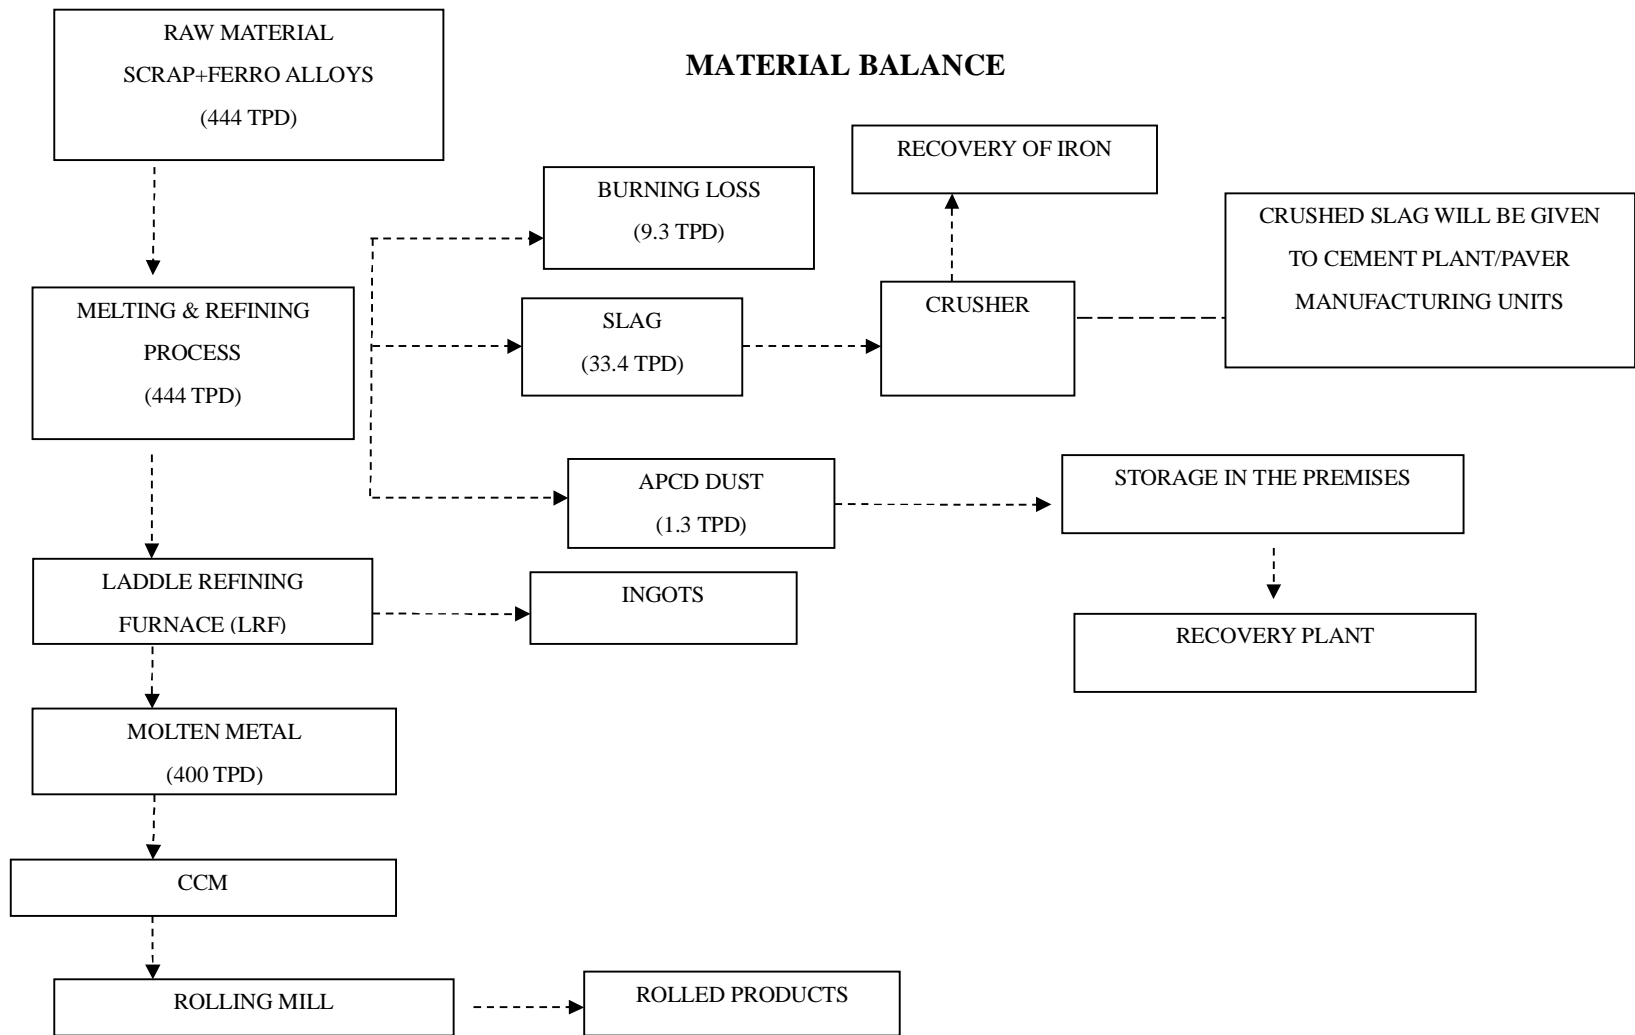 RAW MATERIAL
SCRAP+FERRO ALLOYS
(444 TPD)
MATERIAL BALANCE
RECOVERY OF IRON
BURNING LOSS
(9.3 TPD)
CRUSHED SLAG WILL BE GIVEN
TO CEMENT PLANT/PAVER
MANUFACTURING UNITS
MELTING & REFINING
PROCESS
(444 TPD)
SLAG
(33.4 TPD)
CRUSHER
APCD DUST
(1.3 TPD)
STORAGE IN THE PREMISES
LADDLE REFINING
FURNACE (LRF)
INGOTS
RECOVERY PLANT
MOLTEN METAL
(400 TPD)
CCM
ROLLING MILL
ROLLED PRODUCTS